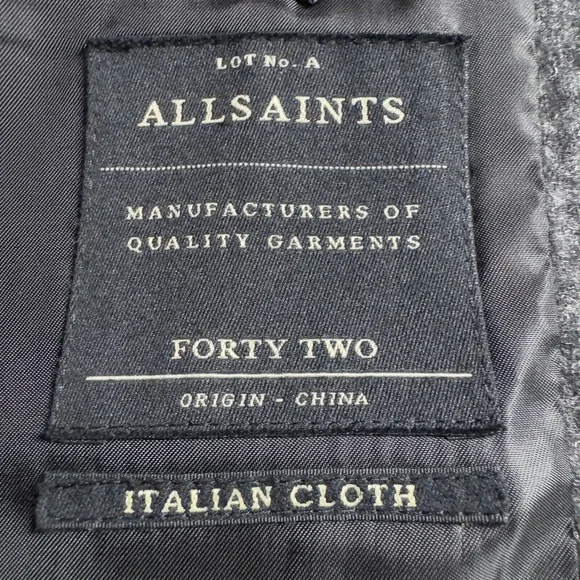 LOT No. A
ALLSAINTS
MANUFACTURERS OF
QUALITY GARMENTS
FORTY TWO
ORIGIN - CHINA
ITALIAN CLOTH